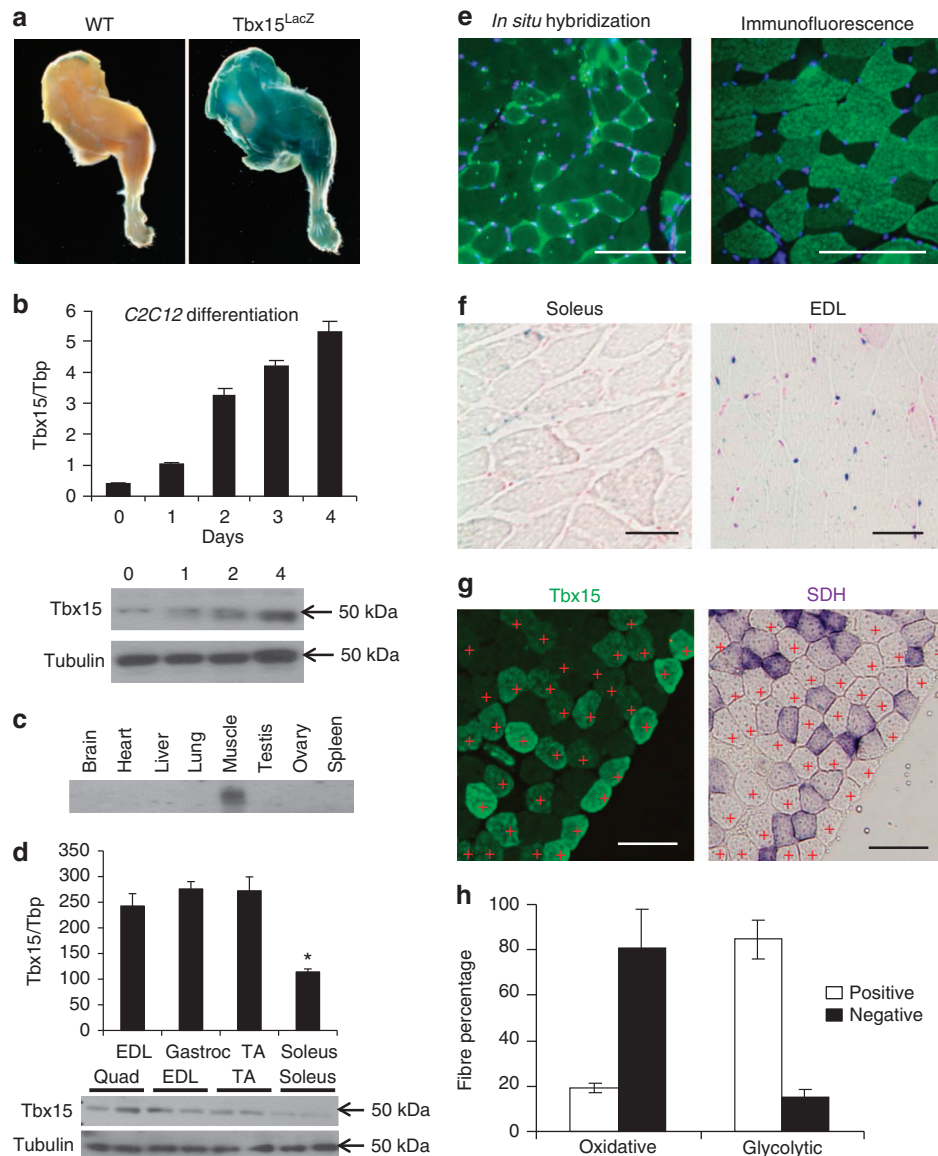 a
WT
Tbx15LacZ
b
C2C12 differentiation
Tbx15/Tbp
6
5
4
3
2
1
0
0 1 2 3 4
Days
0 1 2 4
Tbx15
50 kDa
Tubulin
50 kDa
c
Brain
Heart
Liver
Lung
Muscle
Testis
Ovary
Spleen
d
Tbx15/Tbp
350
300
250
200
150
100
50
0
*
EDL Gastroc TA Soleus
Quad EDL TA Soleus
Tbx15
50 kDa
Tubulin
50 kDa
e
In situ hybridization
Immunofluorescence
f
Soleus
EDL
g
Tbx15
SDH
h
Fibre percentage
100
80
60
40
20
0
Positive
Negative
Oxidative
Glycolytic